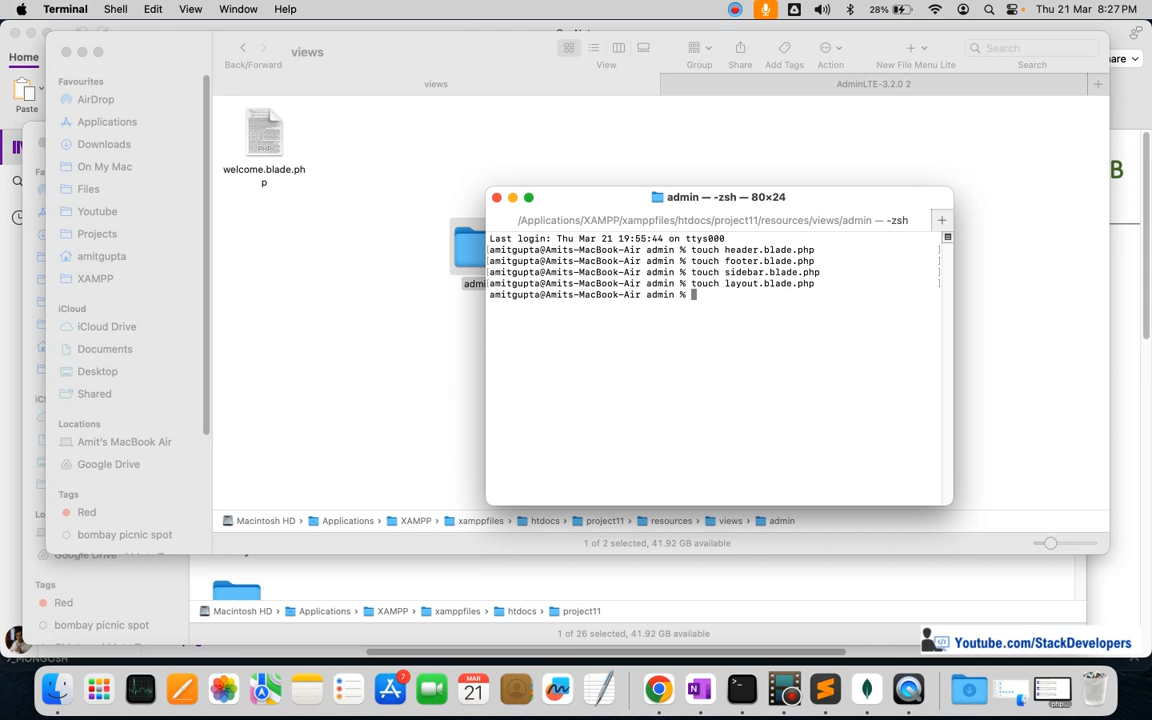 Terminal Shell Edit View Window Help
28% Thu 21 Mar 8:27 PM
Home
Paste
Back/Forward
views
View
Group
Share
Add Tags
Action
New File Menu Lite
Search
Search
are
views
AdminLTE-3.2.0 2
Favourites
AirDrop
Applications
Downloads
On My Mac
Files
Youtube
Projects
amitgupta
XAMPP
iCloud
iCloud Drive
Documents
Desktop
Shared
Locations
Amit's MacBook Air
Google Drive
Tags
Red
bombay picnic spot
welcome.blade.ph
p
admi
B
admin — -zsh — 80×24
/Applications/XAMPP/xamppfiles/htdocs/project11/resources/views/admin — -zsh
Last login: Thu Mar 21 19:55:44 on ttys000
[amitgupta@Amits-MacBook-Air admin % touch header.blade.php ]
[amitgupta@Amits-MacBook-Air admin % touch footer.blade.php ]
[amitgupta@Amits-MacBook-Air admin % touch sidebar.blade.php ]
[amitgupta@Amits-MacBook-Air admin % touch layout.blade.php ]
amitgupta@Amits-MacBook-Air admin %
Macintosh HD › Applications › XAMPP › xamppfiles › htdocs › project11 › resources › views › admin
1 of 2 selected, 41.92 GB available
Google Drive
Tags
Red
bombay picnic spot
Macintosh HD › Applications › XAMPP › xamppfiles › htdocs › project11
1 of 26 selected, 41.92 GB available
Youtube.com/StackDevelopers
MONGOSH
7
MAR
21
php